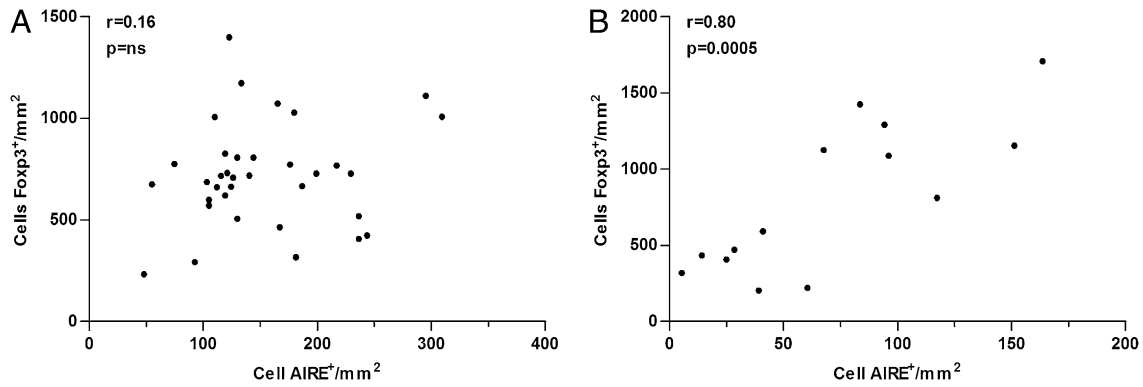 A
r=0.16
p=ns
1500
1000
500
0
Cells Foxp3⁺/mm²
0 100 200 300 400
Cell AIRE⁺/mm²
B
r=0.80
p=0.0005
2000
1500
1000
500
0
Cells Foxp3⁺/mm²
0 50 100 150 200
Cell AIRE⁺/mm²